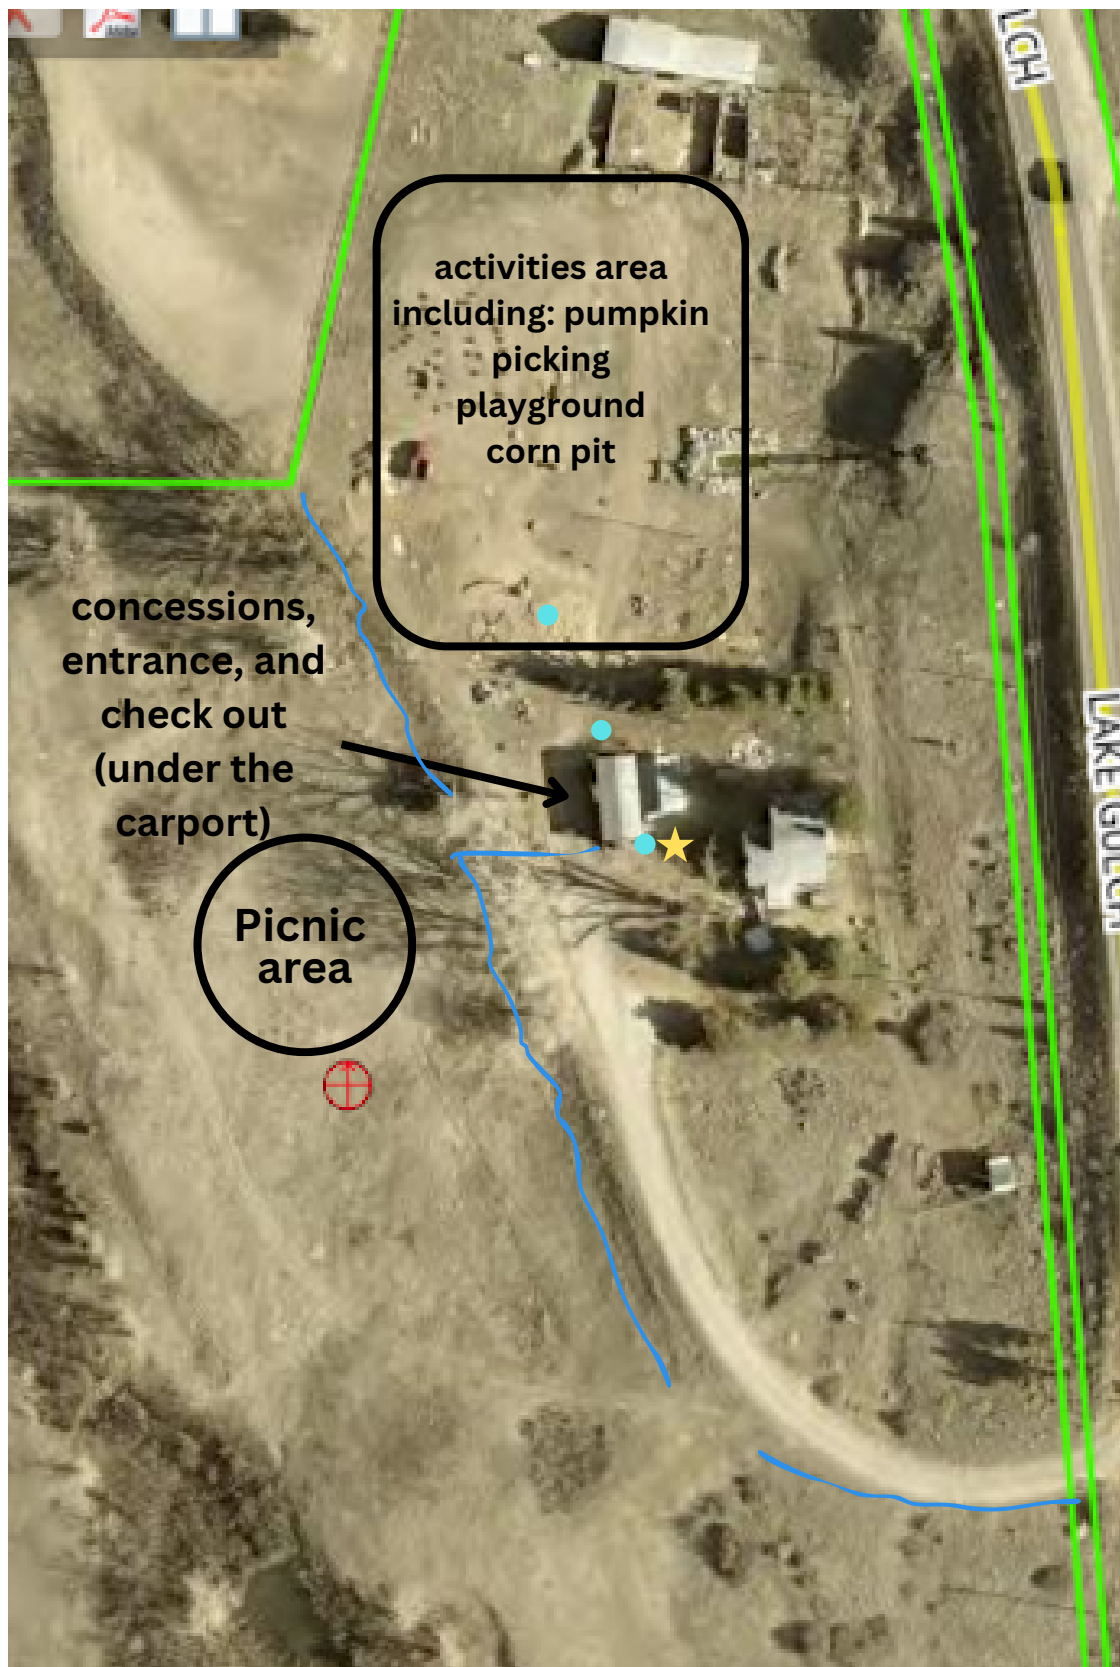 LCH
activities area
including: pumpkin
picking
playground
corn pit
concessions,
entrance, and
check out
(under the
carport)
LAKE GULCH
Picnic
area